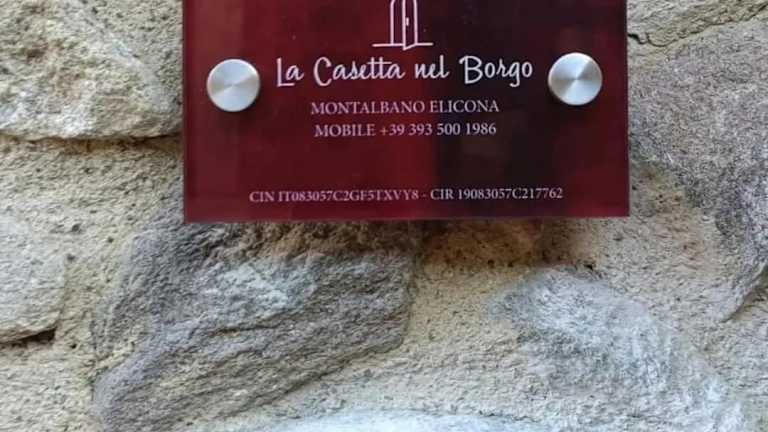 La Casetta nel Borgo
MONTALBANO ELICONA
MOBILE +39 393 500 1986
CIN IT083057C2GF5TXVY8 - CIR 19083057C217762